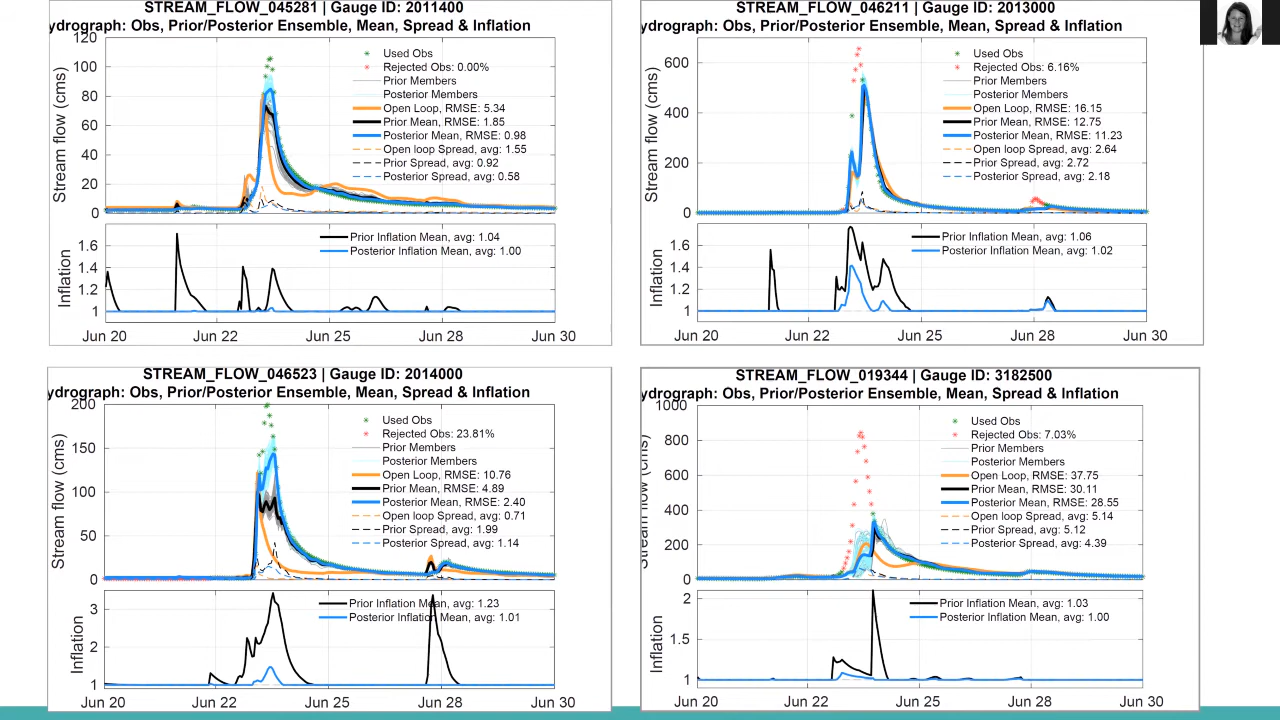 STREAM_FLOW_045281 | Gauge ID: 2011400
ydrograph: Obs, Prior/Posterior Ensemble, Mean, Spread & Inflation
120
100
80
60
40
20
0
Stream flow (cms)
Used Obs
Rejected Obs: 0.00%
Prior Members
Posterior Members
Open Loop, RMSE: 5.34
Prior Mean, RMSE: 1.85
Posterior Mean, RMSE: 0.98
Open loop Spread, avg: 1.55
Prior Spread, avg: 0.92
Posterior Spread, avg: 0.58
1.6
1.4
1.2
1
Inflation
Prior Inflation Mean, avg: 1.04
Posterior Inflation Mean, avg: 1.00
Jun 20 Jun 22 Jun 25 Jun 28 Jun 30
STREAM_FLOW_046211 | Gauge ID: 2013000
ydrograph: Obs, Prior/Posterior Ensemble, Mean, Spread & Inflation
600
400
200
0
Stream flow (cms)
Used Obs
Rejected Obs: 6.16%
Prior Members
Posterior Members
Open Loop, RMSE: 16.15
Prior Mean, RMSE: 12.75
Posterior Mean, RMSE: 11.23
Open loop Spread, avg: 2.64
Prior Spread, avg: 2.72
Posterior Spread, avg: 2.18
1.6
1.4
1.2
1
Inflation
Prior Inflation Mean, avg: 1.06
Posterior Inflation Mean, avg: 1.02
Jun 20 Jun 22 Jun 25 Jun 28 Jun 30
STREAM_FLOW_046523 | Gauge ID: 2014000
ydrograph: Obs, Prior/Posterior Ensemble, Mean, Spread & Inflation
200
150
100
50
0
Stream flow (cms)
Used Obs
Rejected Obs: 23.81%
Prior Members
Posterior Members
Open Loop, RMSE: 10.76
Prior Mean, RMSE: 4.89
Posterior Mean, RMSE: 2.40
Open loop Spread, avg: 0.71
Prior Spread, avg: 1.99
Posterior Spread, avg: 1.14
3
2
1
Inflation
Prior Inflation Mean, avg: 1.23
Posterior Inflation Mean, avg: 1.01
Jun 20 Jun 22 Jun 25 Jun 28 Jun 30
STREAM_FLOW_019344 | Gauge ID: 3182500
ydrograph: Obs, Prior/Posterior Ensemble, Mean, Spread & Inflation
1000
800
600
400
200
0
Stream flow (cms)
Used Obs
Rejected Obs: 7.03%
Prior Members
Posterior Members
Open Loop, RMSE: 37.75
Prior Mean, RMSE: 30.11
Posterior Mean, RMSE: 28.55
Open loop Spread, avg: 5.14
Prior Spread, avg: 5.12
Posterior Spread, avg: 4.39
2
1.5
1
Inflation
Prior Inflation Mean, avg: 1.03
Posterior Inflation Mean, avg: 1.00
Jun 20 Jun 22 Jun 25 Jun 28 Jun 30